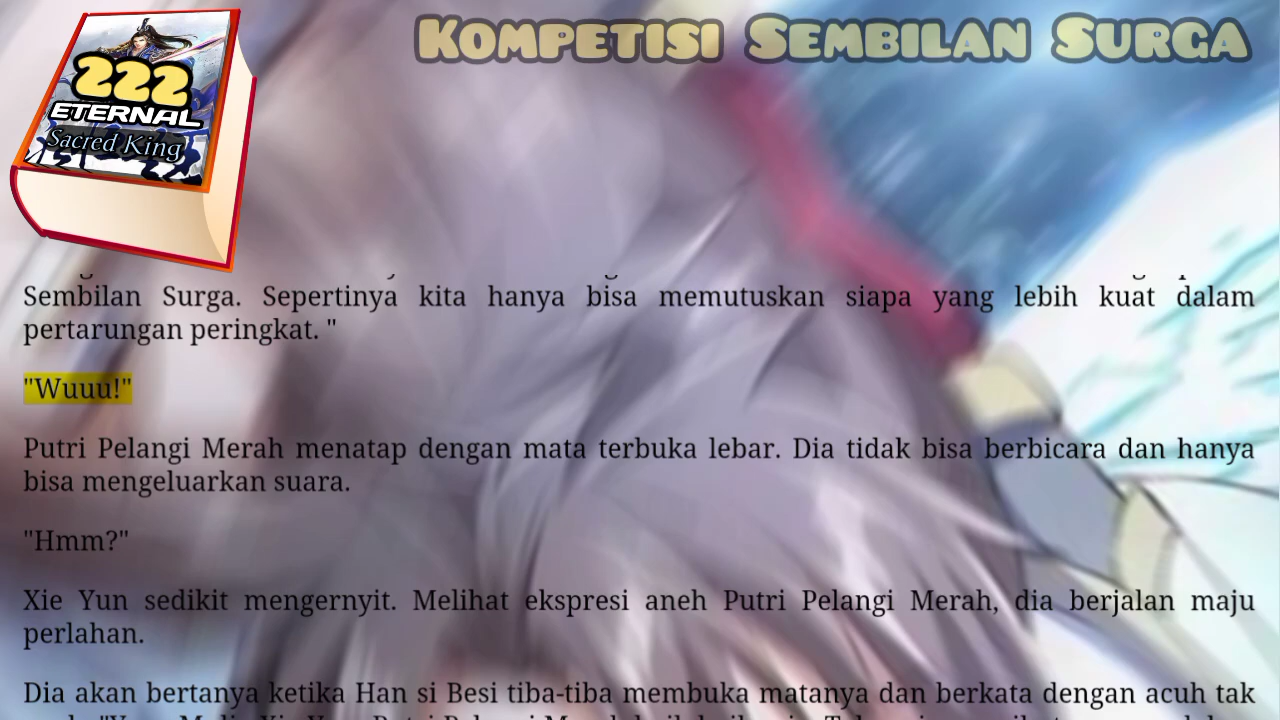 Kompetisi Sembilan Surga
222
ETERNAL
Sacred King
Sembilan Surga. Sepertinya kita hanya bisa memutuskan siapa yang lebih kuat dalam
pertarungan peringkat. "
"Wuuu!"
Putri Pelangi Merah menatap dengan mata terbuka lebar. Dia tidak bisa berbicara dan hanya
bisa mengeluarkan suara.
"Hmm?"
Xie Yun sedikit mengernyit. Melihat ekspresi aneh Putri Pelangi Merah, dia berjalan maju
perlahan.
Dia akan bertanya ketika Han si Besi tiba-tiba membuka matanya dan berkata dengan acuh tak